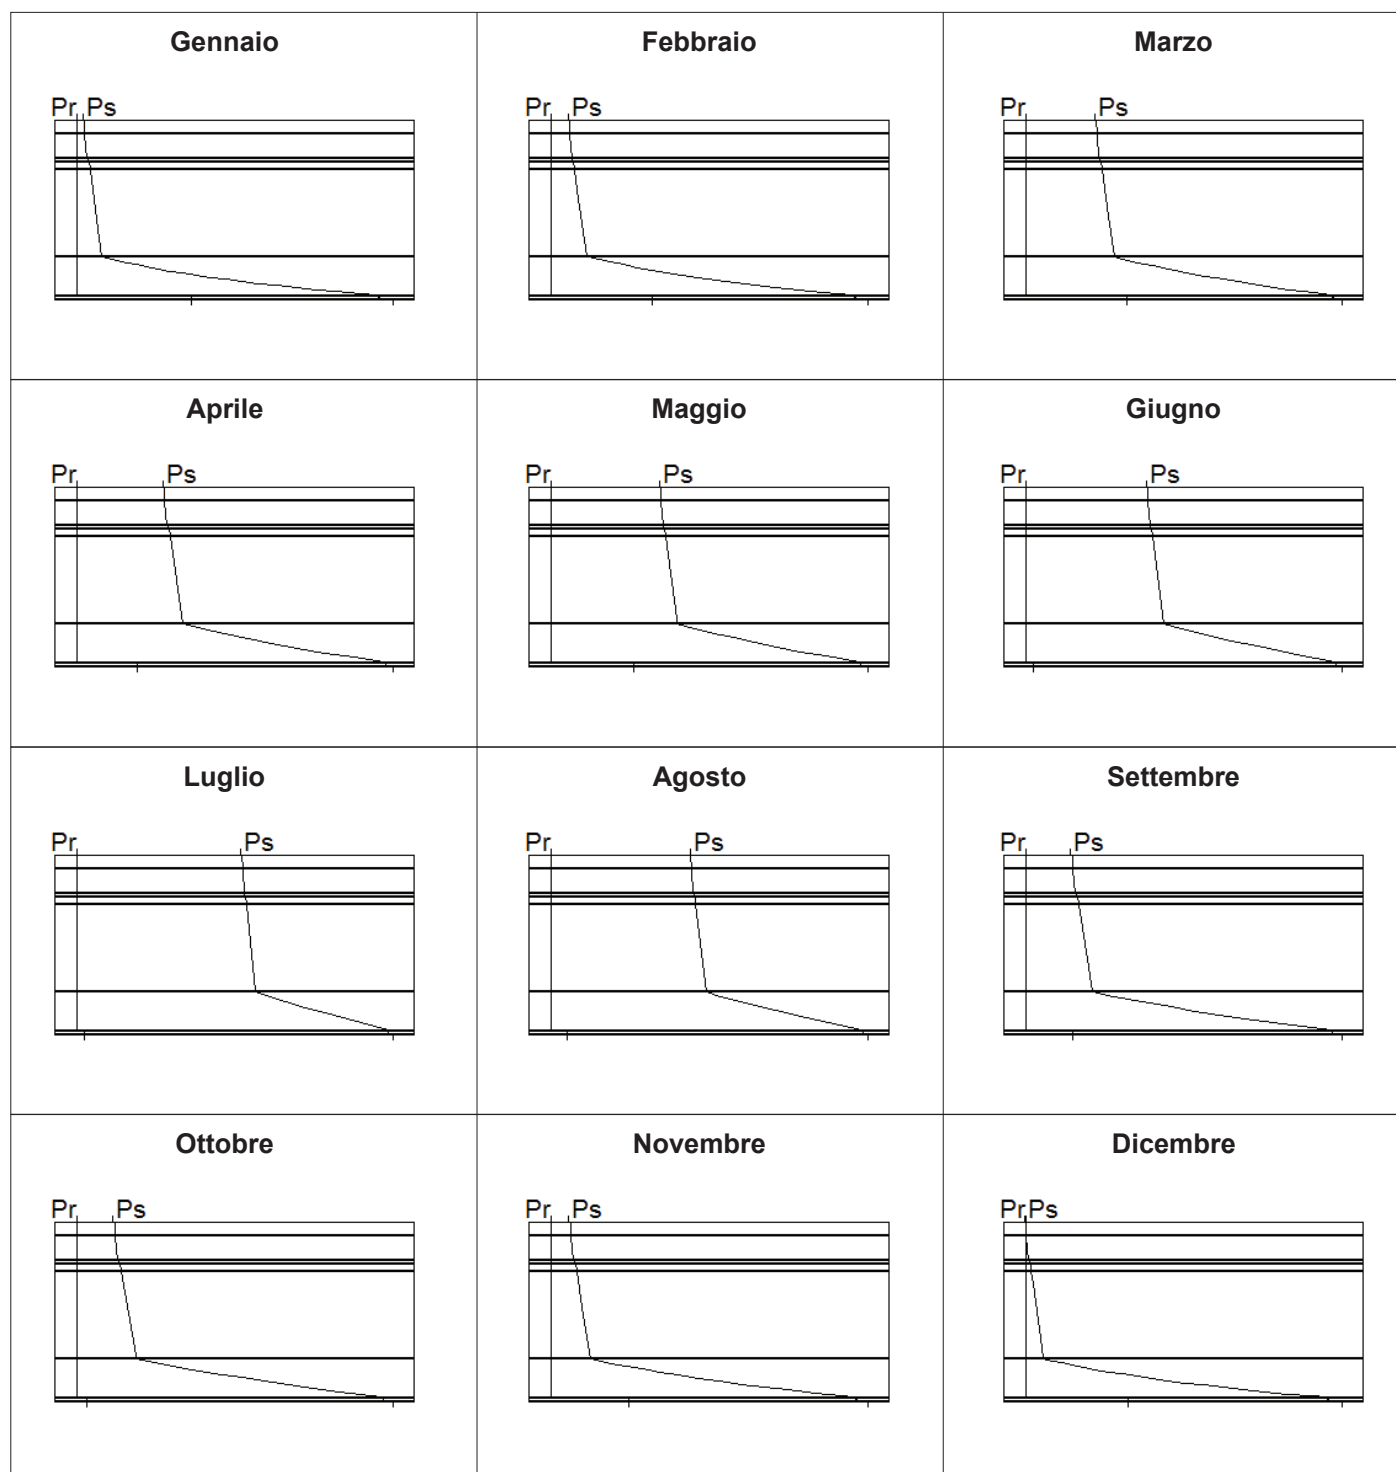 Gennaio Febbraio Marzo
Pr Ps Pr Ps Pr Ps
Aprile Maggio Giugno
Pr Ps Pr Ps Pr Ps
Luglio Agosto Settembre
Pr Ps Pr Ps Pr Ps
Ottobre Novembre Dicembre
Pr Ps Pr Ps Pr Ps